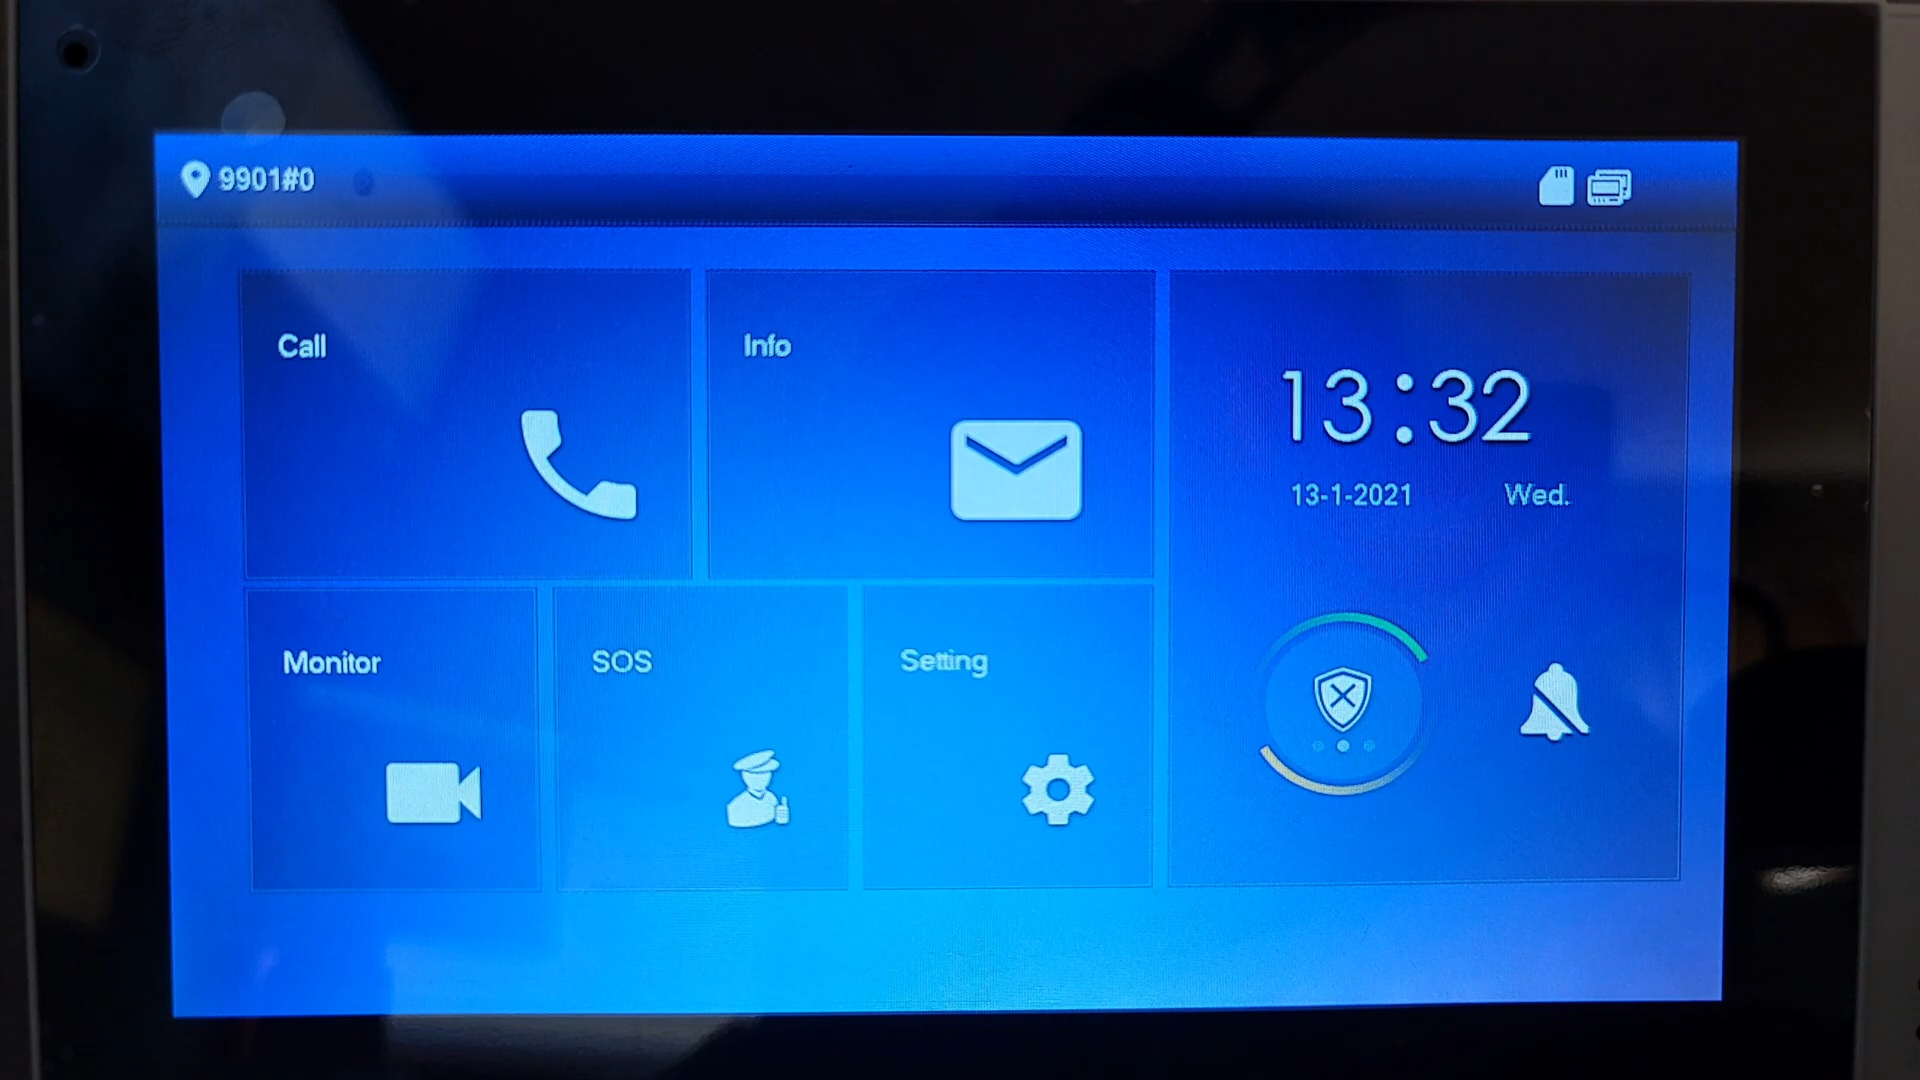 9901#0
Call
Info
13:32
13-1-2021 Wed.
Monitor
SOS
Setting